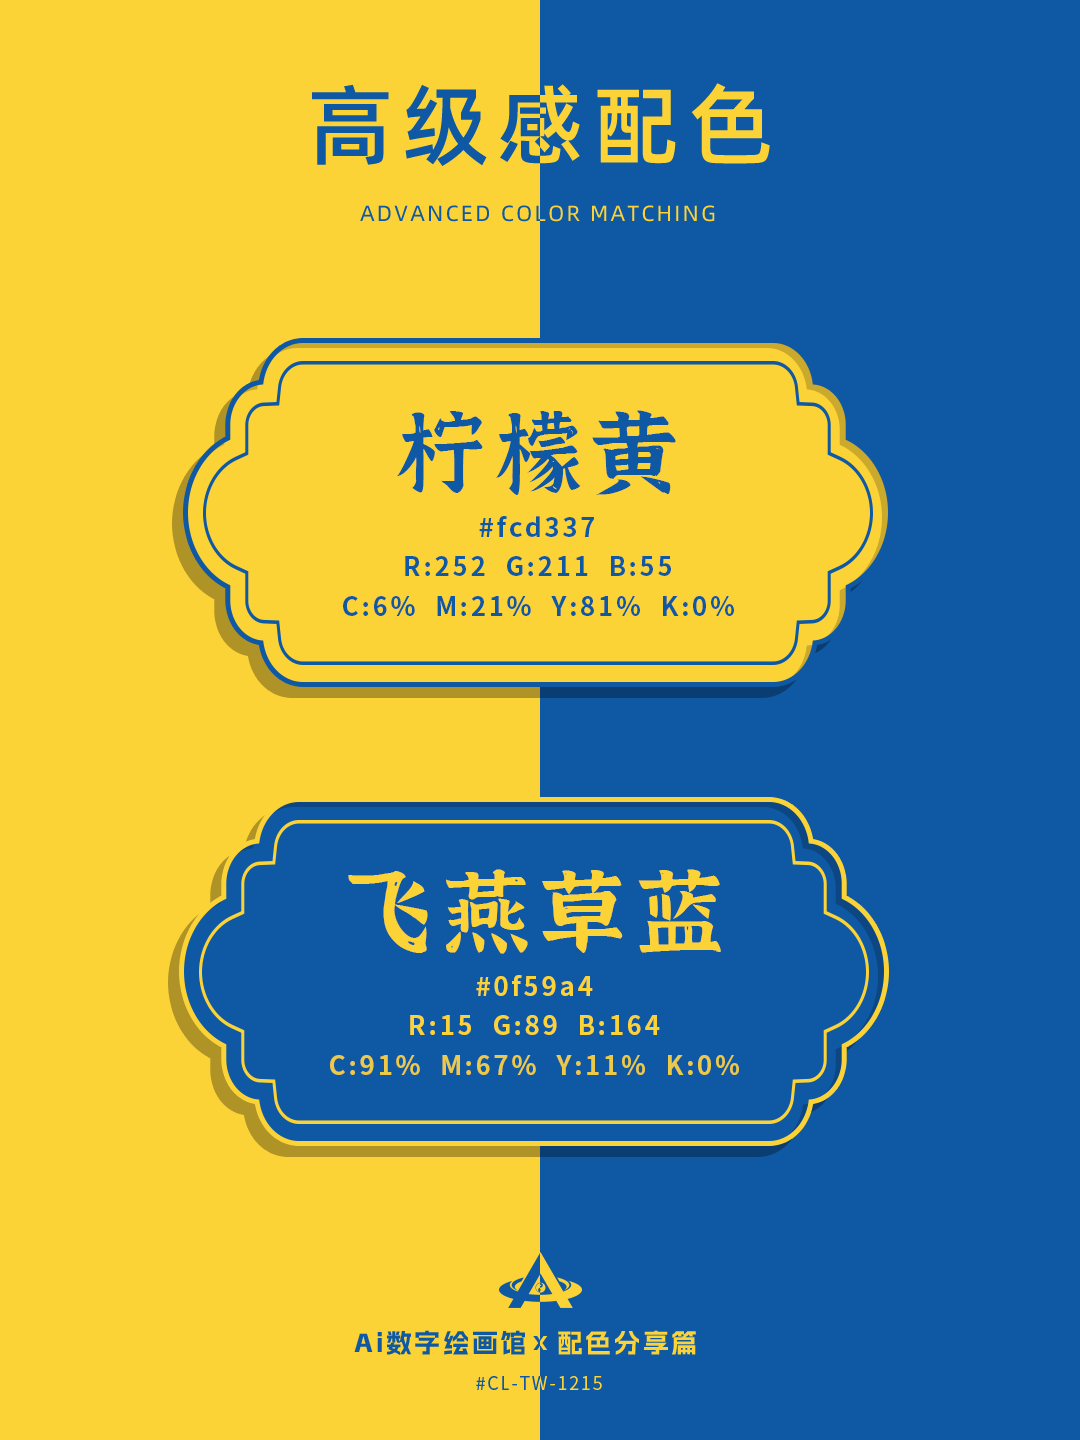 高级感配色
ADVANCED COLOR MATCHING
柠檬黄
#fcd337
R:252 G:211 B:55
C:6% M:21% Y:81% K:0%
飞燕草蓝
#0f59a4
R:15 G:89 B:164
C:91% M:67% Y:11% K:0%
Ai数字绘画馆 x 配色分享篇
#CL-TW-1215